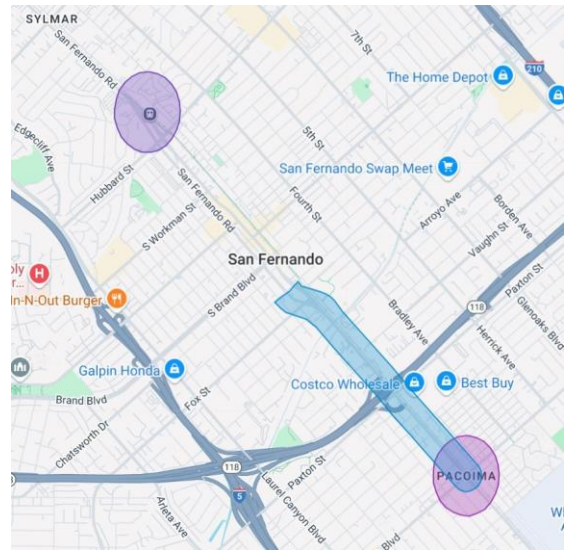 SYLMAR
San Fernando Rd
7th St
210
The Home Depot
5th St
San Fernando Swap Meet
Edgecliff Ave
Hubbard St
San Fernando Rd
Fourth St
Arroyo Ave
Borden Ave
S Workman St
Vaughn St
San Fernando
Paxton St
oly
r...
In-N-Out Burger
S Brand Blvd
118
Glenoaks Blvd
Bradley Ave
Herrick Ave
Galpin Honda
Costco Wholesale
Best Buy
Brand Blvd
Fox St
Chatsworth Dr
118
Paxton St
PACOIMA
5
Laurel Canyon Blvd
Arieta Ave
Blvd
Wh
A